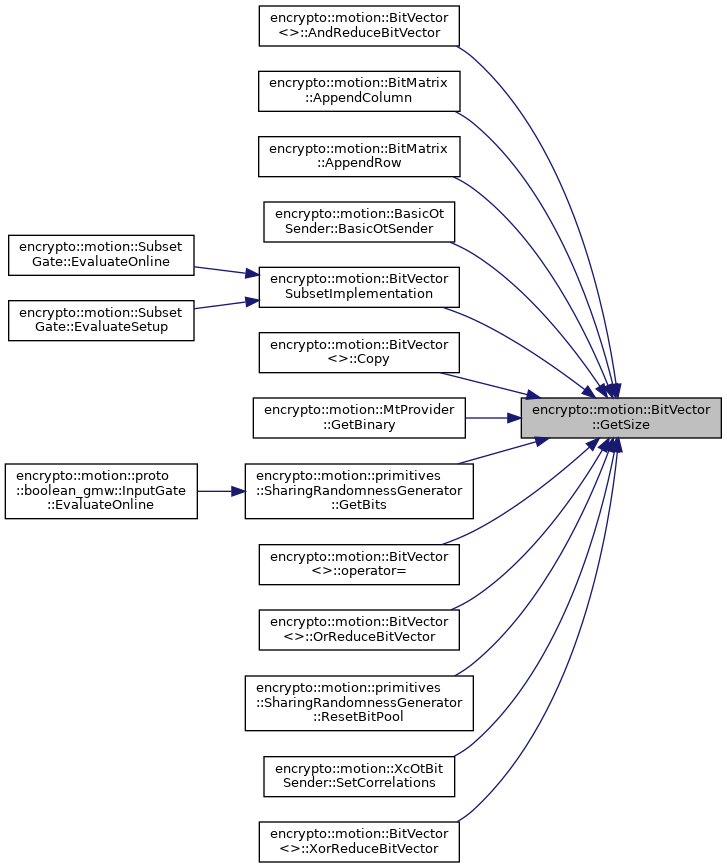 encrypto::motion::BitVector
<>::AndReduceBitVector
encrypto::motion::BitMatrix
::AppendColumn
encrypto::motion::BitMatrix
::AppendRow
encrypto::motion::BasicOt
Sender::BasicOtSender
encrypto::motion::Subset
Gate::EvaluateOnline
encrypto::motion::BitVector
SubsetImplementation
encrypto::motion::Subset
Gate::EvaluateSetup
encrypto::motion::BitVector
<>::Copy
encrypto::motion::MtProvider
::GetBinary
encrypto::motion::BitVector
::GetSize
encrypto::motion::proto
::boolean_gmw::InputGate
::EvaluateOnline
encrypto::motion::primitives
::SharingRandomnessGenerator
::GetBits
encrypto::motion::BitVector
<>::operator=
encrypto::motion::BitVector
<>::OrReduceBitVector
encrypto::motion::primitives
::SharingRandomnessGenerator
::ResetBitPool
encrypto::motion::XcOtBit
Sender::SetCorrelations
encrypto::motion::BitVector
<>::XorReduceBitVector